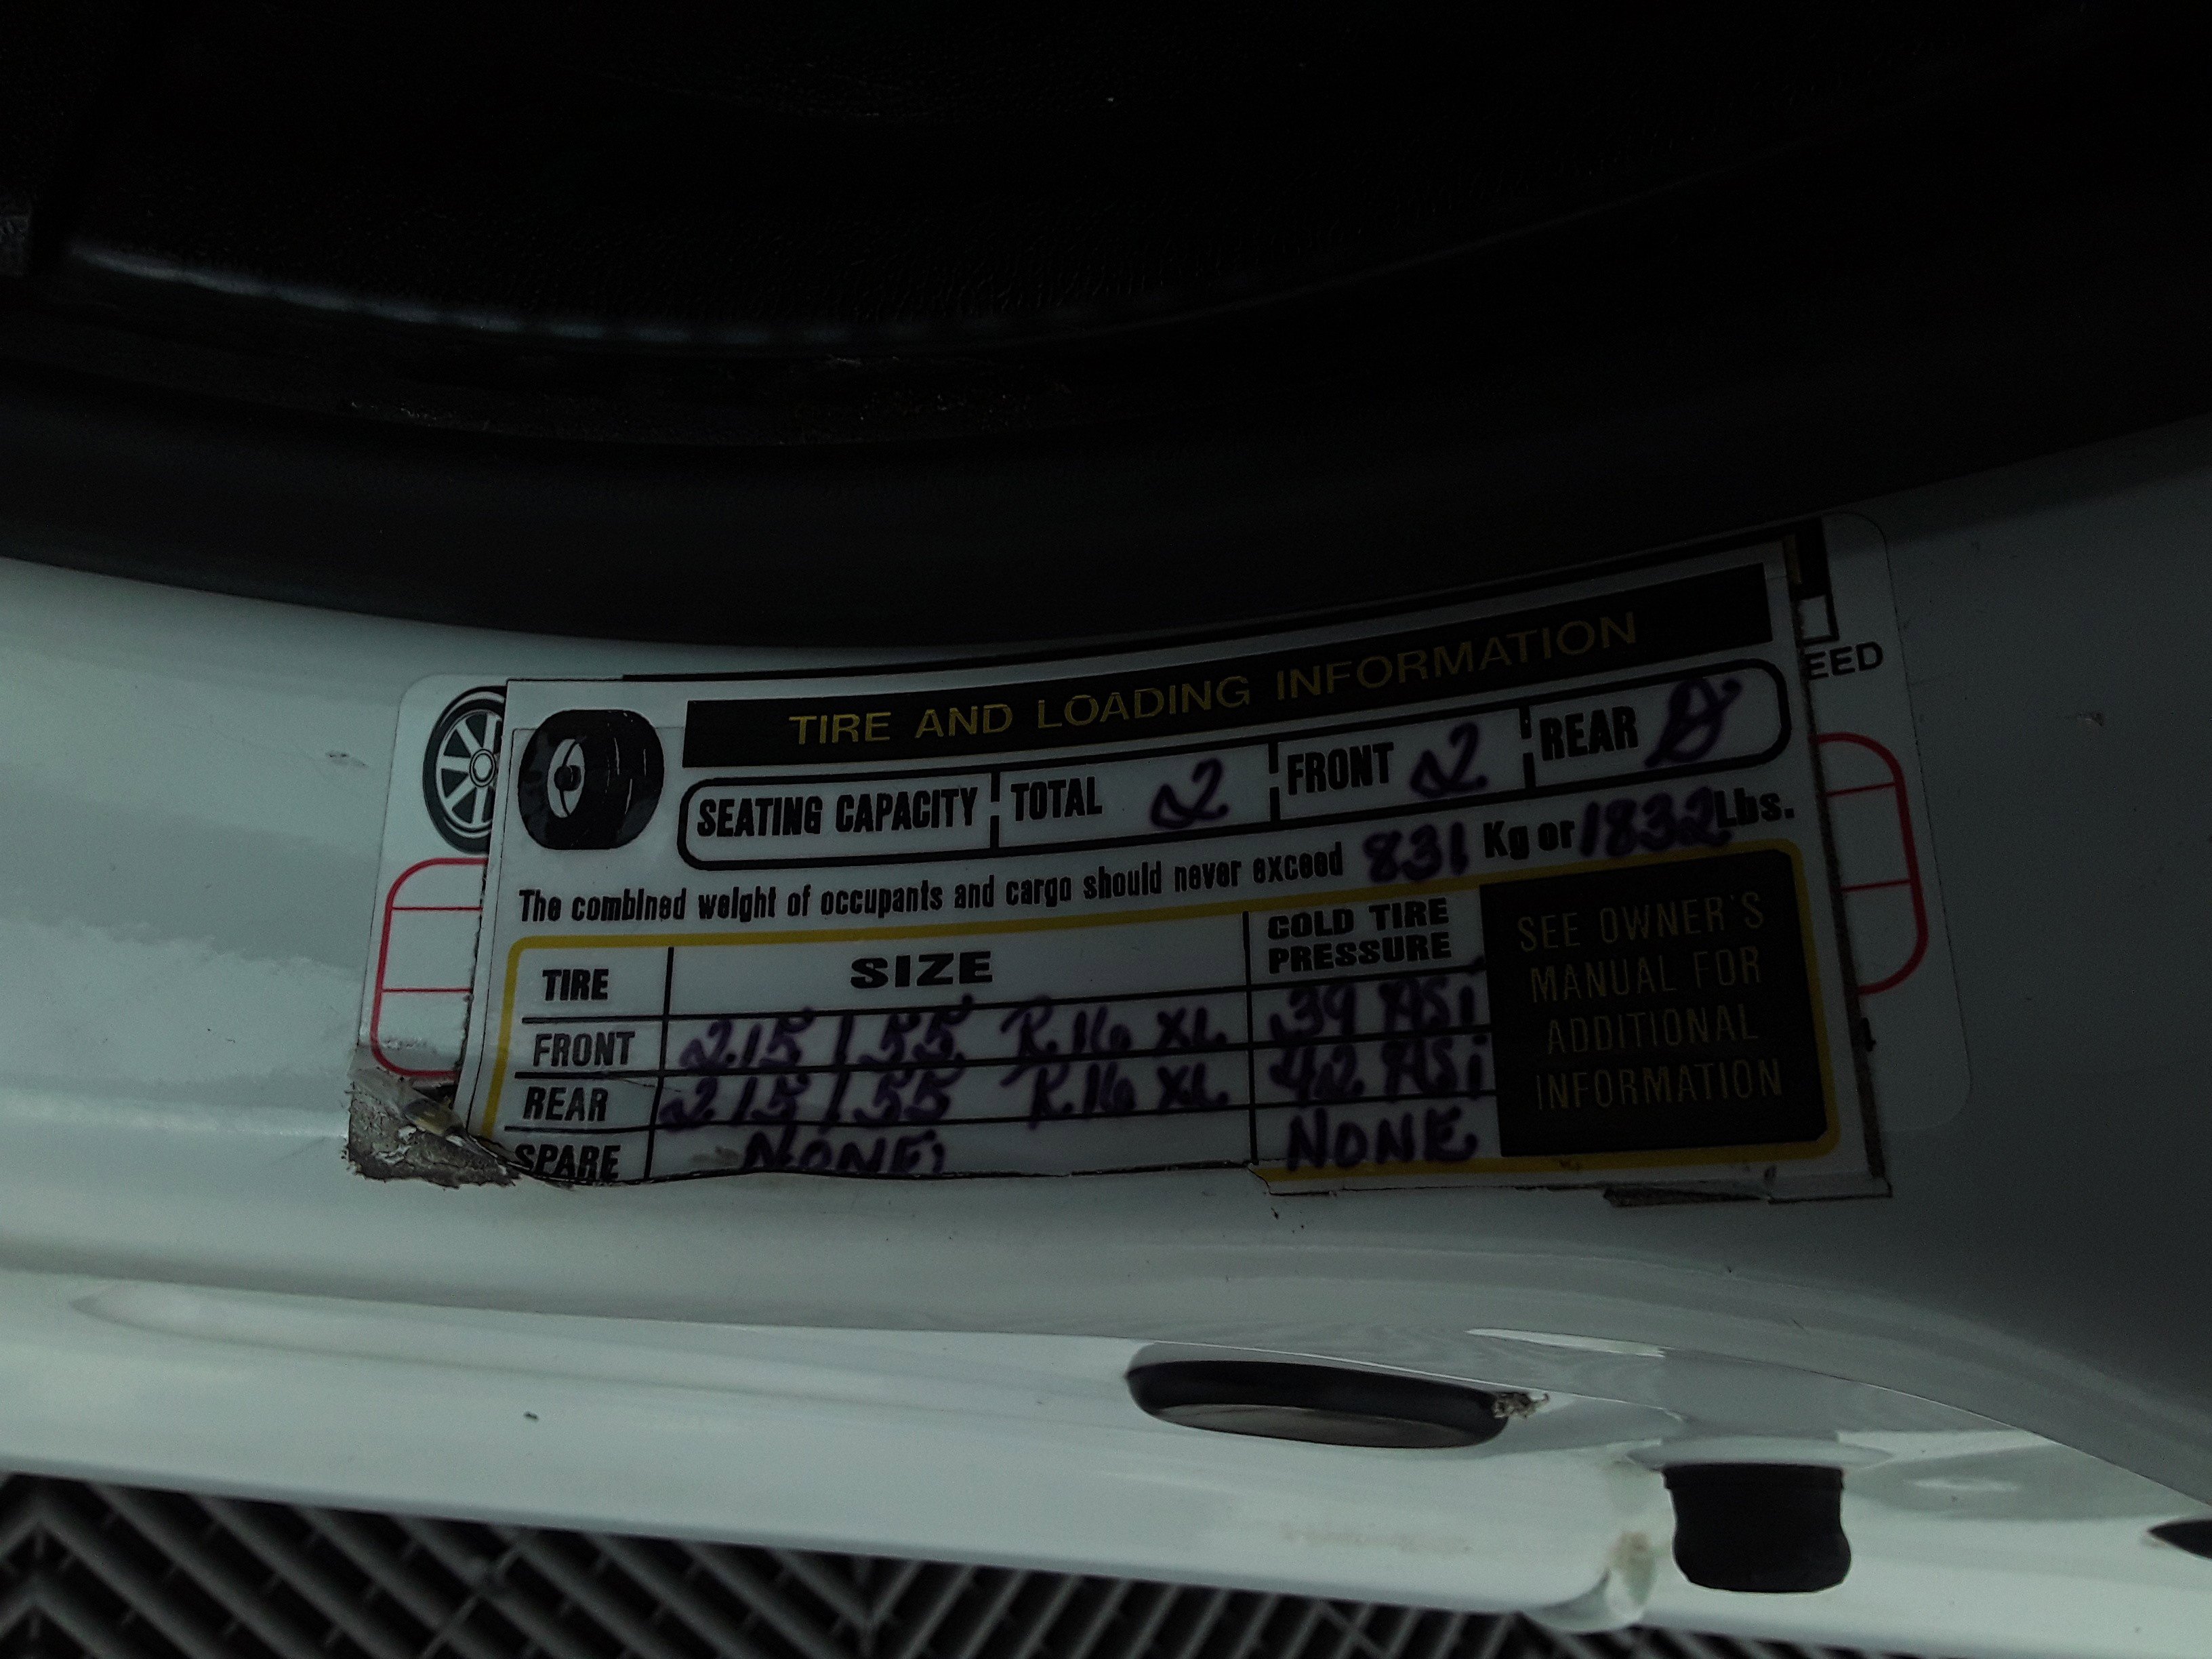 TIRE AND LOADING INFORMATION
EED
SEATING CAPACITY TOTAL 2 FRONT 2 REAR 0
The combined weight of occupants and cargo should never exceed 831 Kg or 1832 Lbs.
TIRE SIZE COLD TIRE PRESSURE
FRONT 215/55 R16 XL 39 PSi
REAR 215/55 R16 XL 42 PSi
SPARE NONE NONE
SEE OWNER'S
MANUAL FOR
ADDITIONAL
INFORMATION